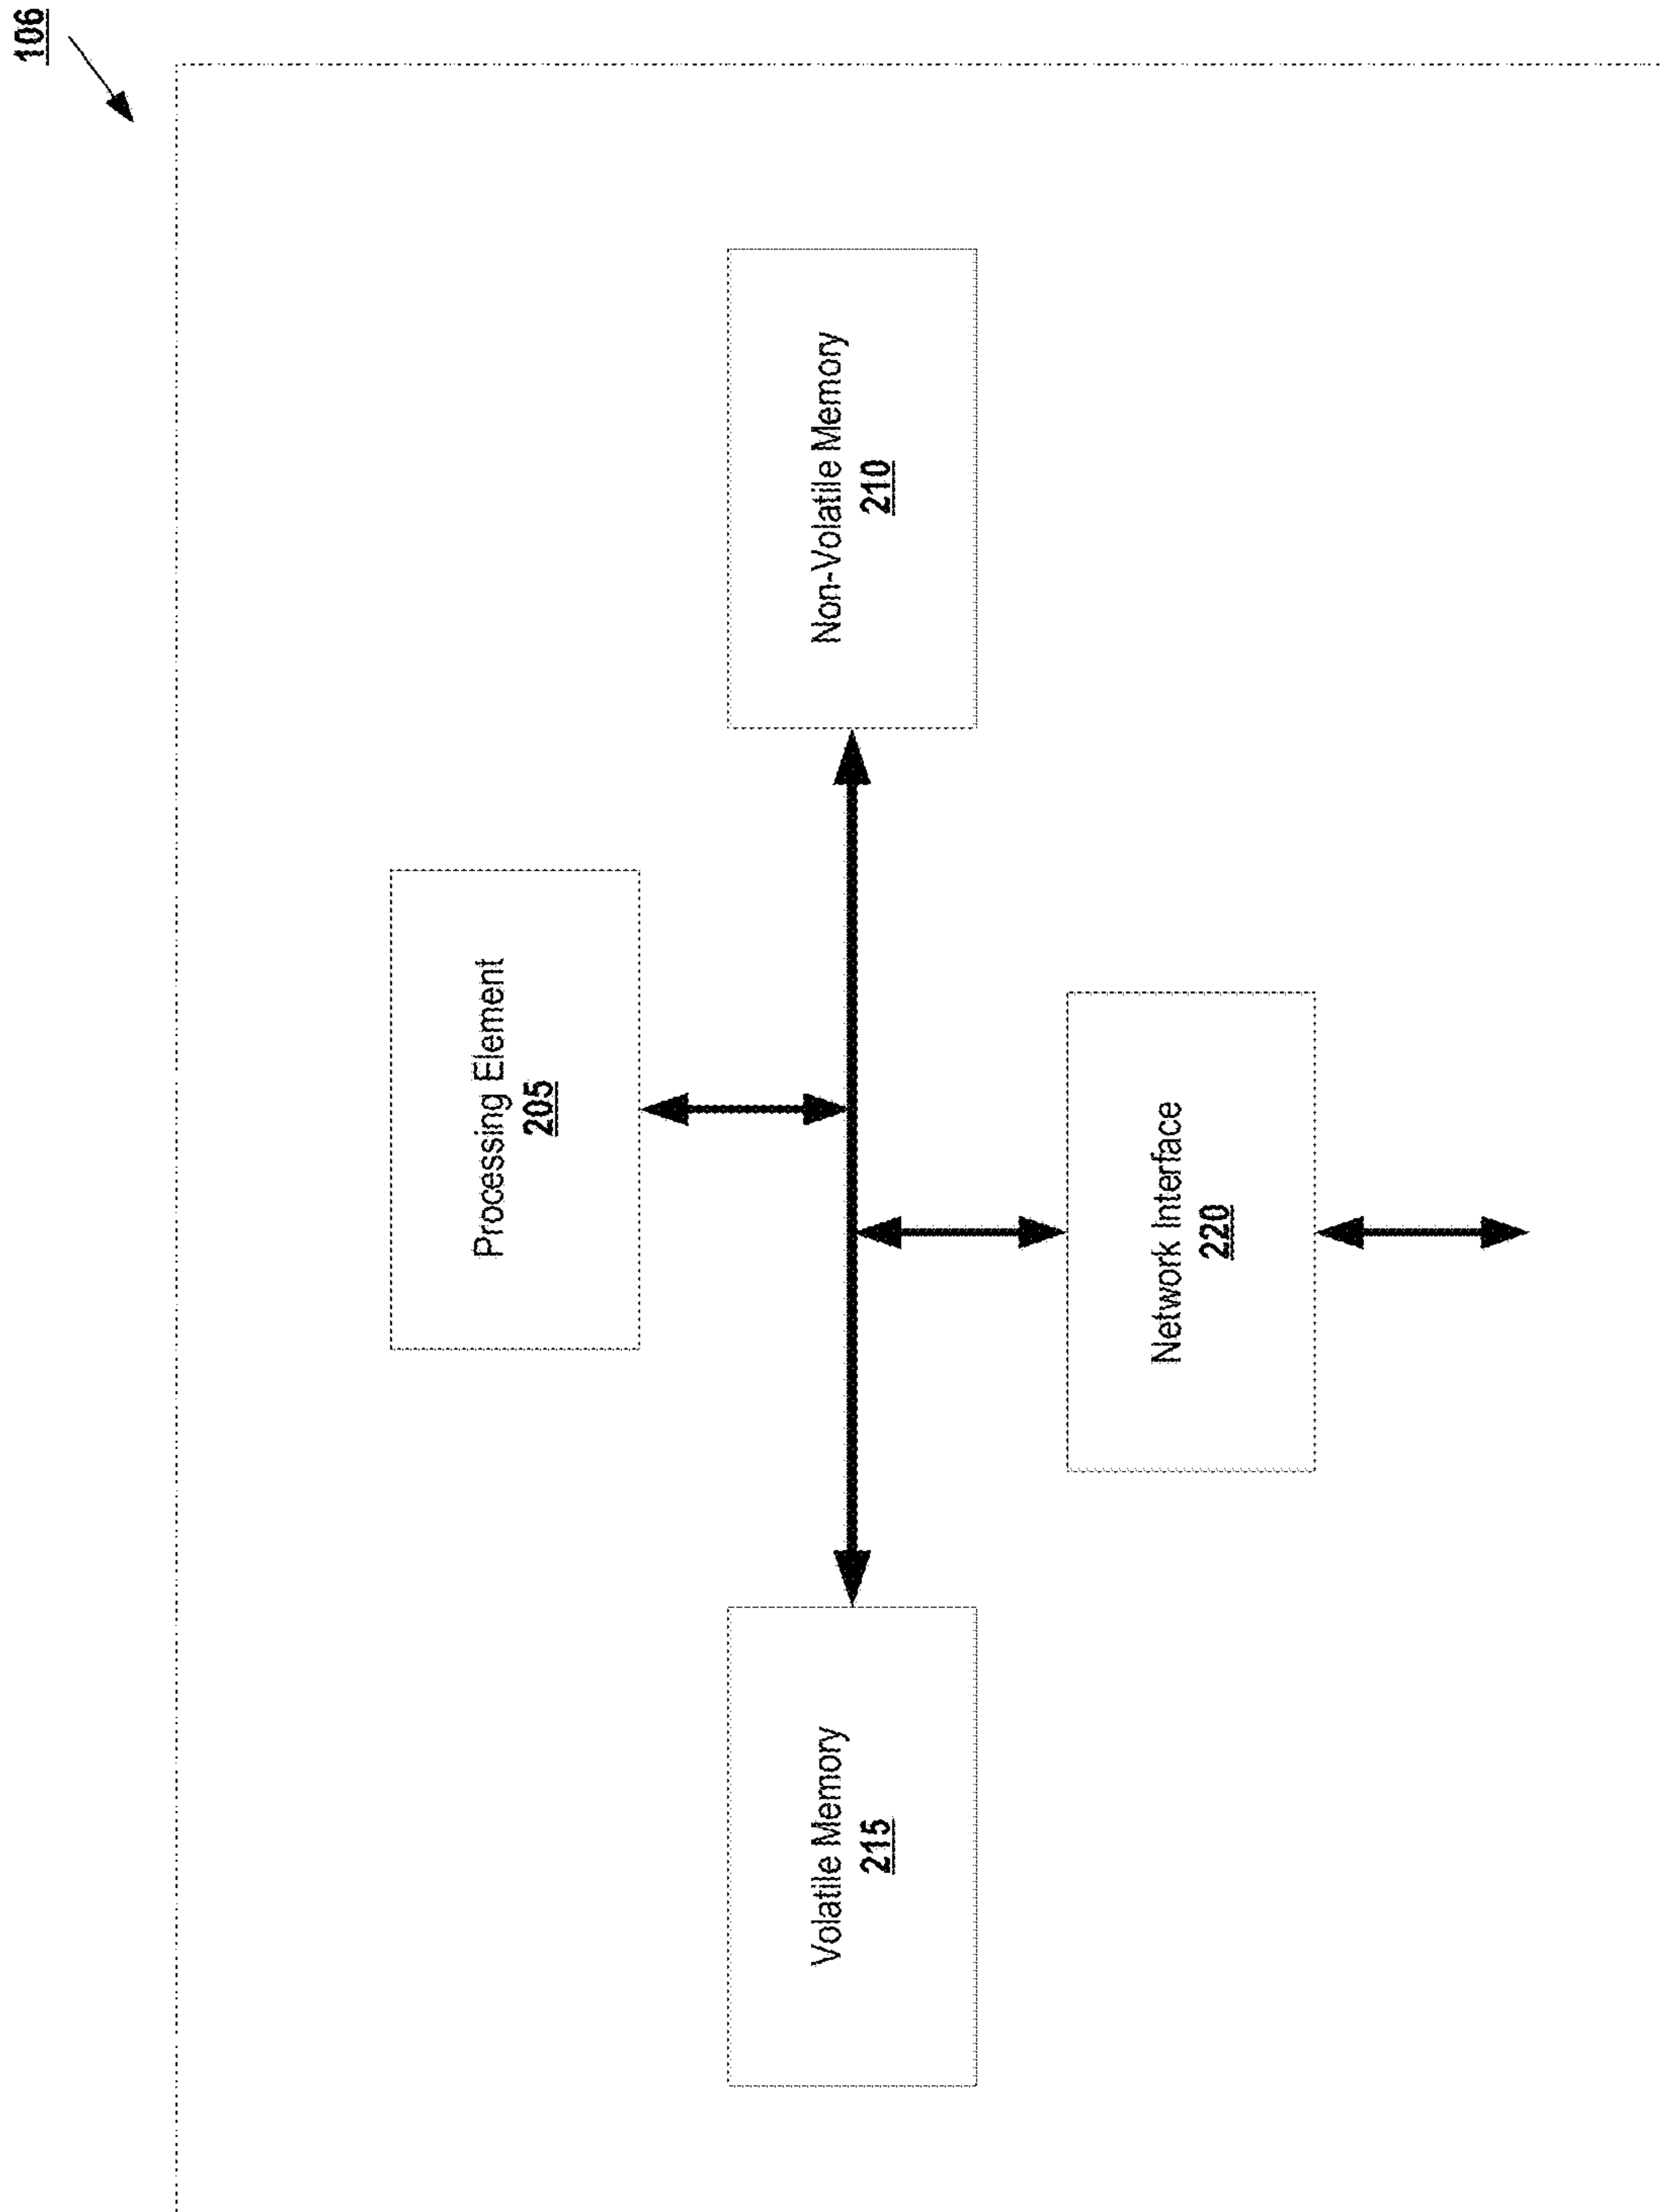 106
Processing Element
205
Volatile Memory
215
Non-Volatile Memory
210
Network Interface
220